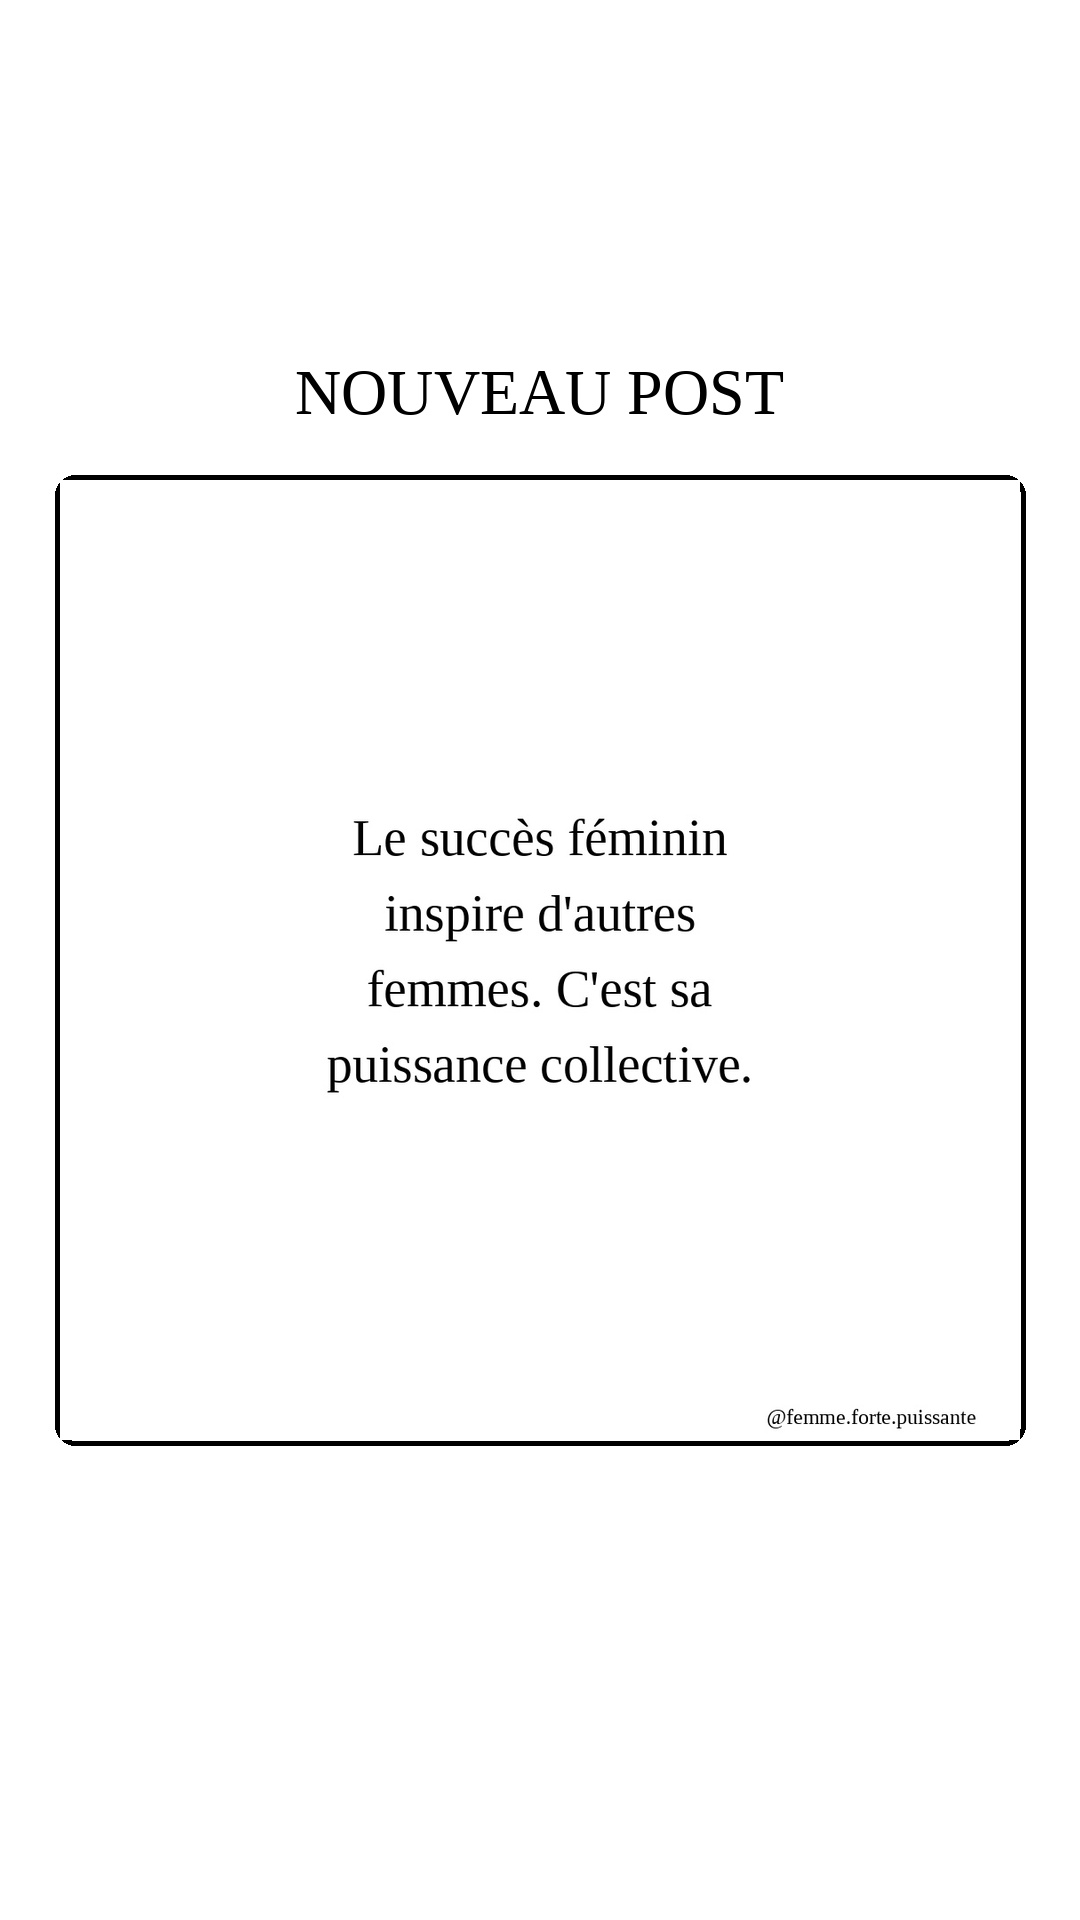 NOUVEAU POST
Le succès féminin
inspire d'autres
femmes. C'est sa
puissance collective.
@femme.forte.puissante